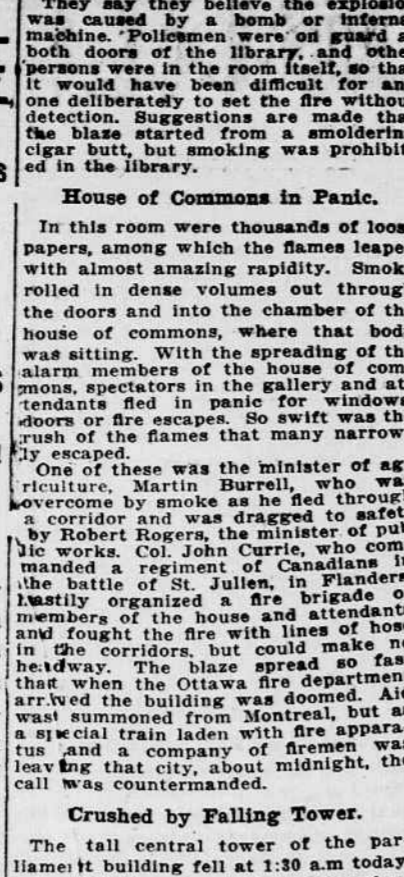 They say they believe the explosio
was caused by a bomb or inferna
machine. Policemen were on guard a
both doors of the library, and othe
persons were in the room itself, so tha
it would have been difficult for an
one deliberately to set the fire withou
detection. Suggestions are made tha
the blaze started from a smolderin
cigar butt, but smoking was prohibit
ed in the library.
House of Commons in Panic.
In this room were thousands of loos
papers, among which the flames leape
with almost amazing rapidity. Smok
rolled in dense volumes out throug
the doors and into the chamber of th
house of commons, where that bod
was sitting. With the spreading of th
alarm members of the house of com
mons, spectators in the gallery and at
tendants fled in panic for window
doors or fire escapes. So swift was th
rush of the flames that many narrow
ly escaped.
One of these was the minister of ag
riculture, Martin Burrell, who wa
overcome by smoke as he fled throug
a corridor and was dragged to safet
by Robert Rogers, the minister of pub
lic works. Col. John Currie, who com
manded a regiment of Canadians i
the battle of St. Julien, in Flanders
hastily organized a fire brigade o
members of the house and attendant
and fought the fire with lines of hos
in the corridors, but could make n
headway. The blaze spread so fas
that when the Ottawa fire departmen
arrived the building was doomed. Ai
was summoned from Montreal, but a
a special train laden with fire appara
tus and a company of firemen wa
leaving that city, about midnight, th
call was countermanded.
Crushed by Falling Tower.
The tall central tower of the par
liament building fell at 1:30 a.m today